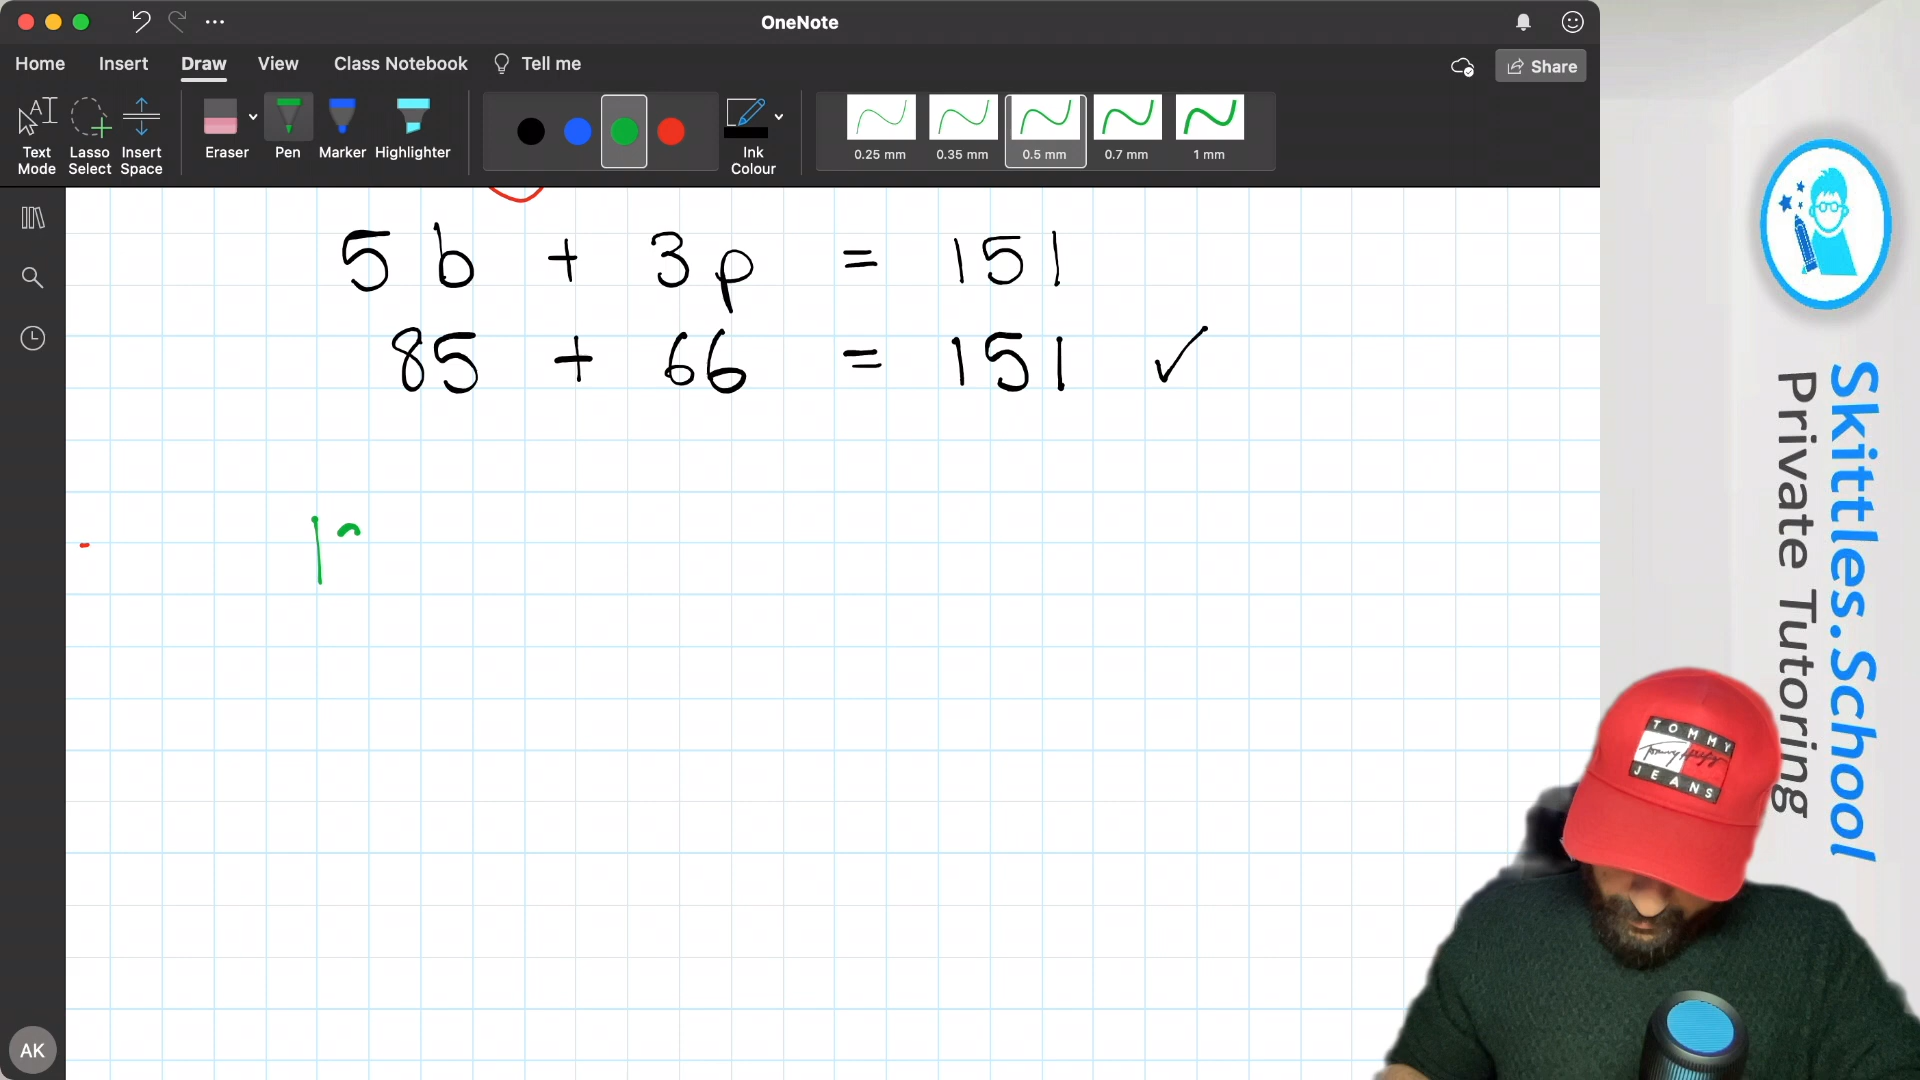 OneNote
Home Insert Draw View Class Notebook Tell me
Share
Text Mode
Lasso Select
Insert Space
Eraser
Pen
Marker
Highlighter
Ink Colour
0.25 mm
0.35 mm
0.5 mm
0.7 mm
1 mm
5 b + 3 p = 151
85 + 66 = 151 ✓
AK
Skittles.School
Private Tutoring
TOMMY
JEANS